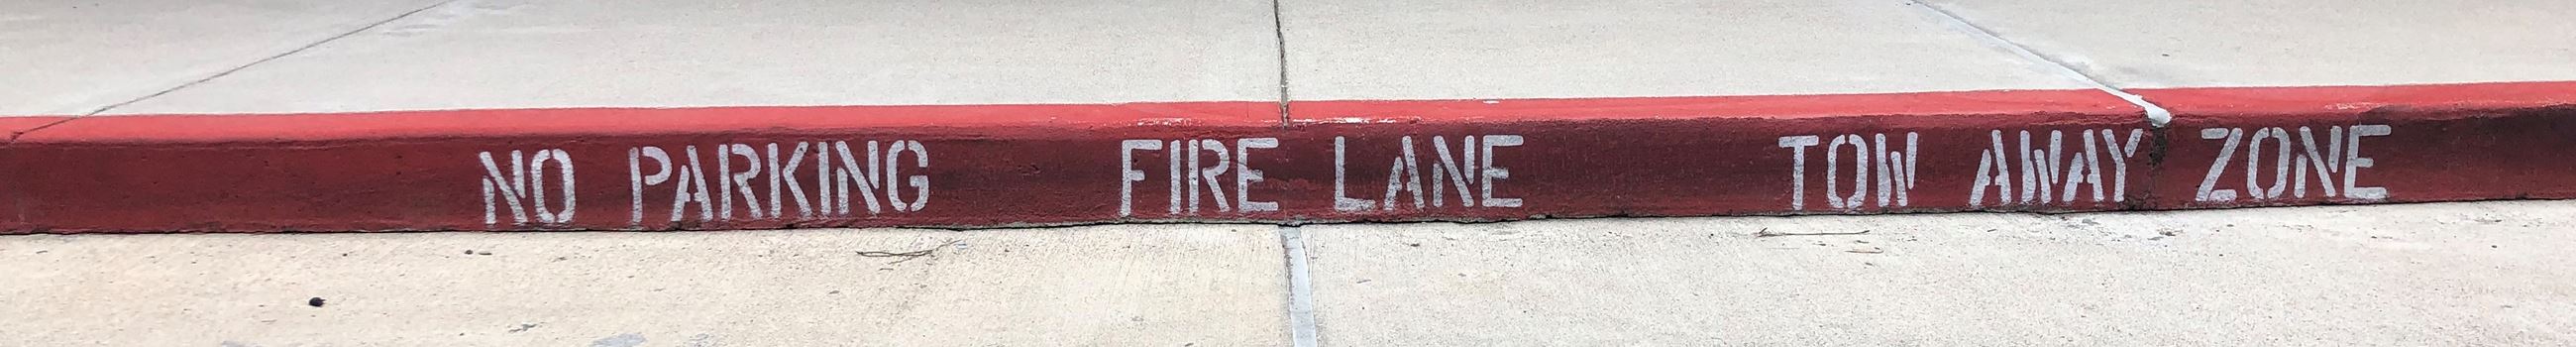 NO PARKING FIRE LANE TOW AWAY ZONE